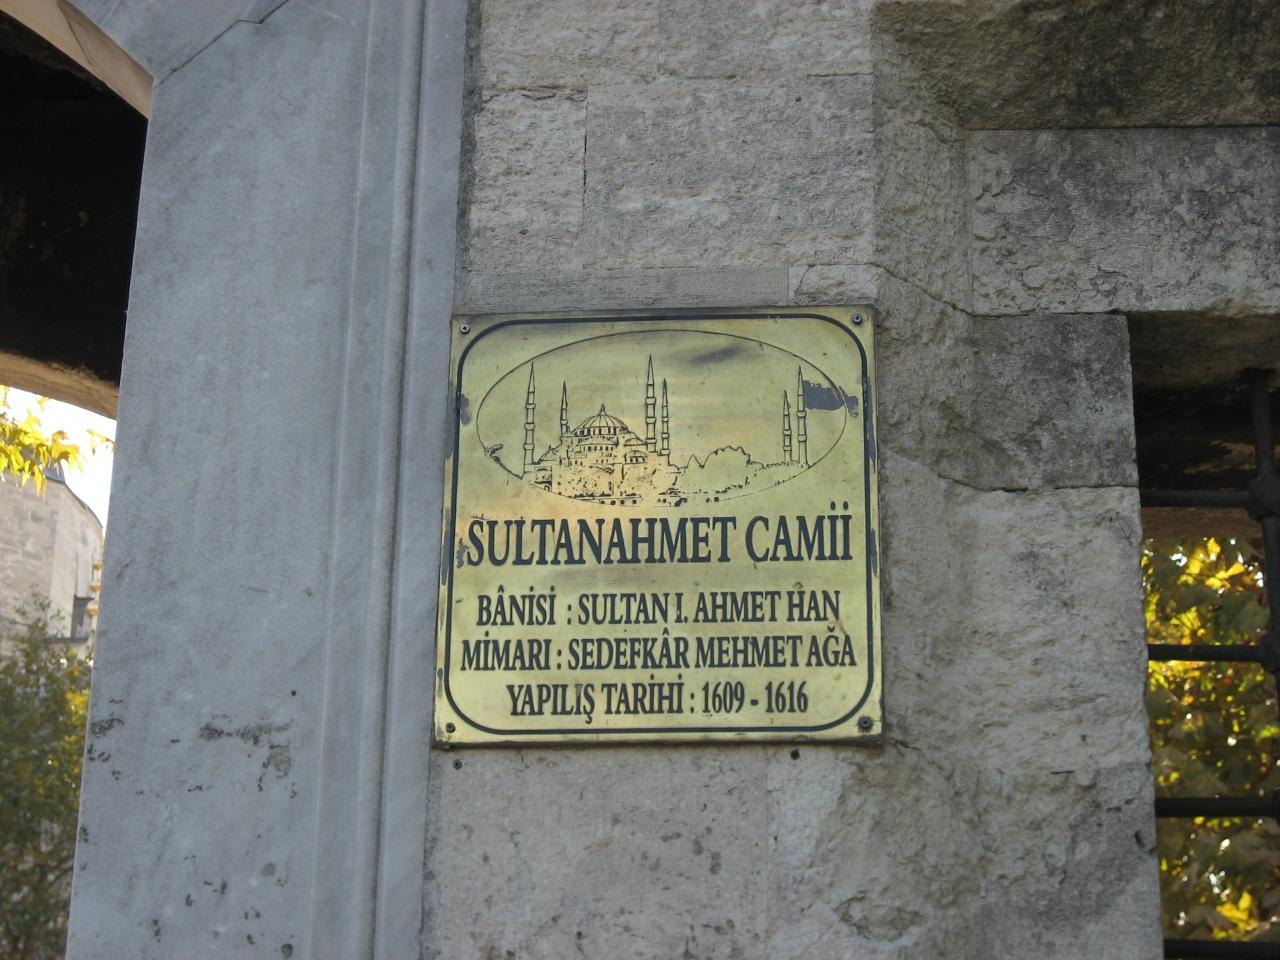 SULTANAHMET CAMİİ
BÂNİSİ : SULTAN I. AHMET HAN
MİMARI : SEDEFKÂR MEHMET AĞA
YAPILIŞ TARİHİ : 1609 - 1616